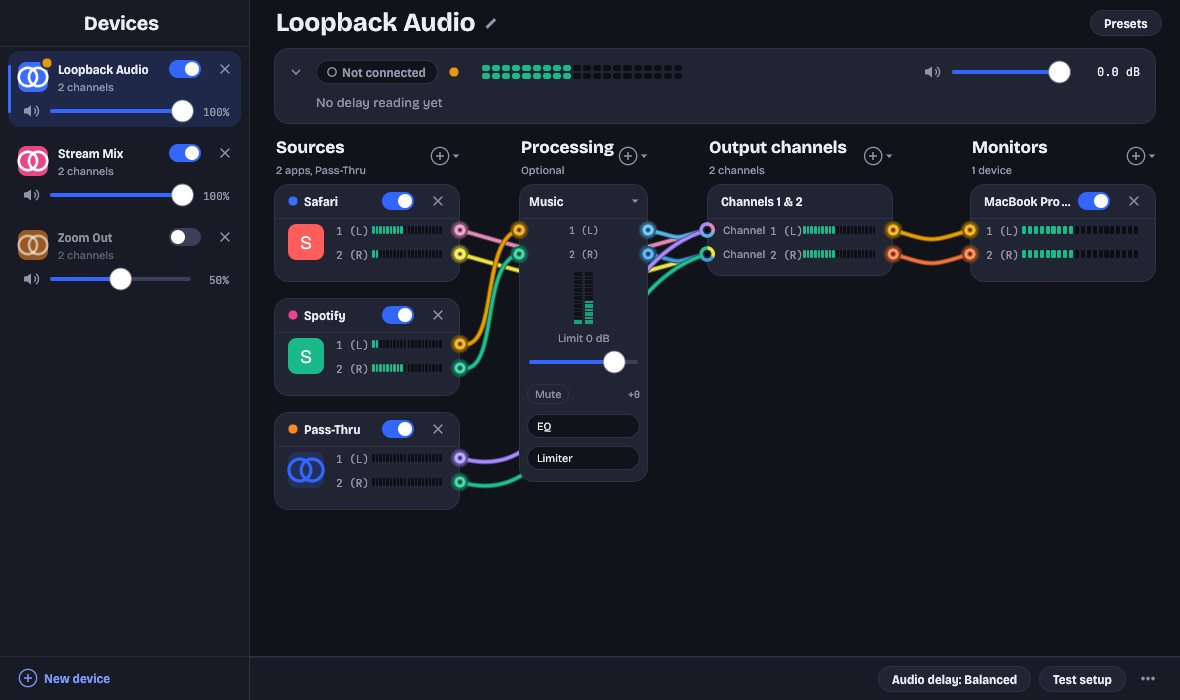 Devices
Loopback Audio
2 channels
100%
Stream Mix
2 channels
100%
Zoom Out
2 channels
50%
New device
Loopback Audio
Presets
Not connected
0.0 dB
No delay reading yet
Sources
2 apps, Pass-Thru
Safari
S
1 (L)
2 (R)
Spotify
S
1 (L)
2 (R)
Pass-Thru
1 (L)
2 (R)
Processing
Optional
Music
1 (L)
2 (R)
Limit 0 dB
Mute +0
EQ
Limiter
Output channels
2 channels
Channels 1 & 2
Channel 1 (L)
Channel 2 (R)
Monitors
1 device
MacBook Pro ...
1 (L)
2 (R)
Audio delay: Balanced
Test setup